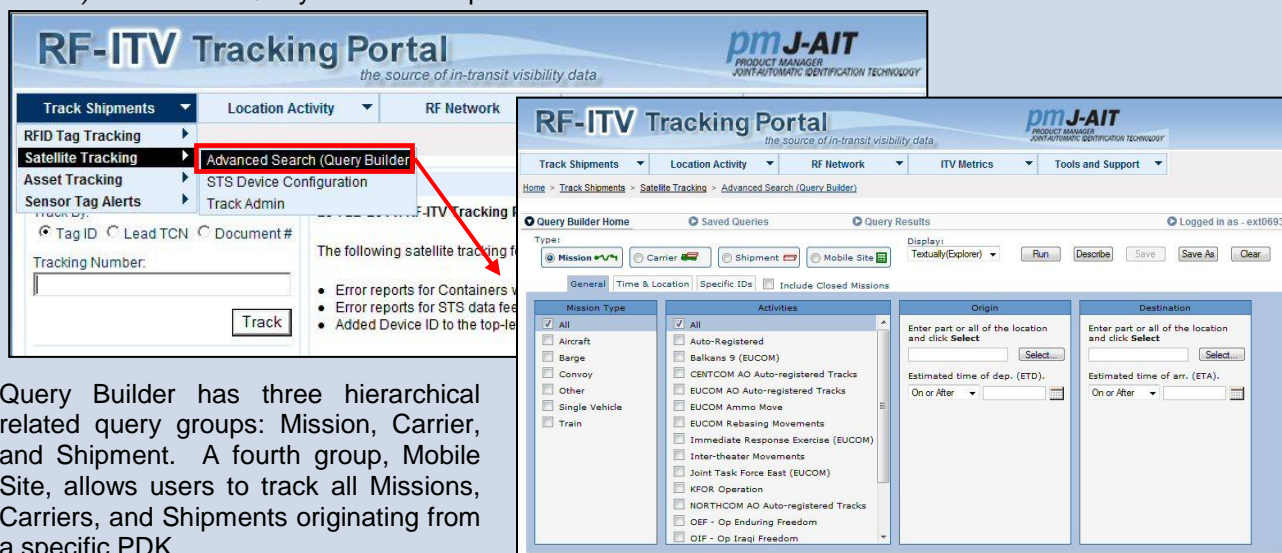 RF-ITV Tracking Portal
the source of in-transit visibility data
pm J-AIT
PRODUCT MANAGER
JOINT-AUTOMATIC IDENTIFICATION TECHNOLOGY
Track Shipments
Location Activity
RF Network
RFID Tag Tracking
Satellite Tracking
Advanced Search (Query Builder
Asset Tracking
STS Device Configuration
Sensor Tag Alerts
Track Admin
Track By:
Tag ID
Lead TCN
Document #
Tracking Number:
Track
-ITV Tracking
The following satellite tracking
Error reports for Containers
Error reports for STS data
Added Device ID to the
RF-ITV Tracking Portal
the source of in-transit visibility data
pm J-AIT
PRODUCT MANAGER
JOINT-AUTOMATIC IDENTIFICATION TECHNOLOGY
Track Shipments
Location Activity
RF Network
ITV Metrics
Tools and Support
Home > Track Shipments > Satellite Tracking > Advanced Search (Query Builder)
Query Builder Home
Saved Queries
Query Results
Logged in as - ext0693
Type:
Display:
Mission
Carrier
Shipment
Mobile Site
Textually(Explorer)
Run
Describe
Save
Save As
Clear
General
Time & Location
Specific IDs
Include Closed Missions
Mission Type
All
Aircraft
Barge
Convoy
Other
Single Vehicle
Train
Activities
All
Auto-Registered
Balkans 9 (EUCOM)
CENTCOM AO Auto-registered Tracks
EUCOM AO Auto-registered Tracks
EUCOM Ammo Move
EUCOM Rebasing Movements
Immediate Response Exercise (EUCOM)
Inter-theater Movements
Joint Task Force East (EUCOM)
KFOR Operation
NORTHCOM AO Auto-registered Tracks
OEF - Op Enduring Freedom
OIF - Op Iraqi Freedom
Origin
Enter part or all of the location
and click Select
Select...
Estimated time of dep. (ETD).
On or After
Destination
Enter part or all of the location
and click Select
Select...
Estimated time of arr. (ETA).
On or After
Query Builder has three hierarchical
related query groups: Mission, Carrier,
and Shipment. A fourth group, Mobile
Site, allows users to track all Missions,
Carriers, and Shipments originating from
a specific PDK